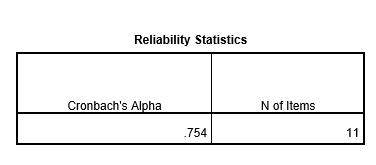 Reliability Statistics
Cronbach's Alpha N of Items
.754 11